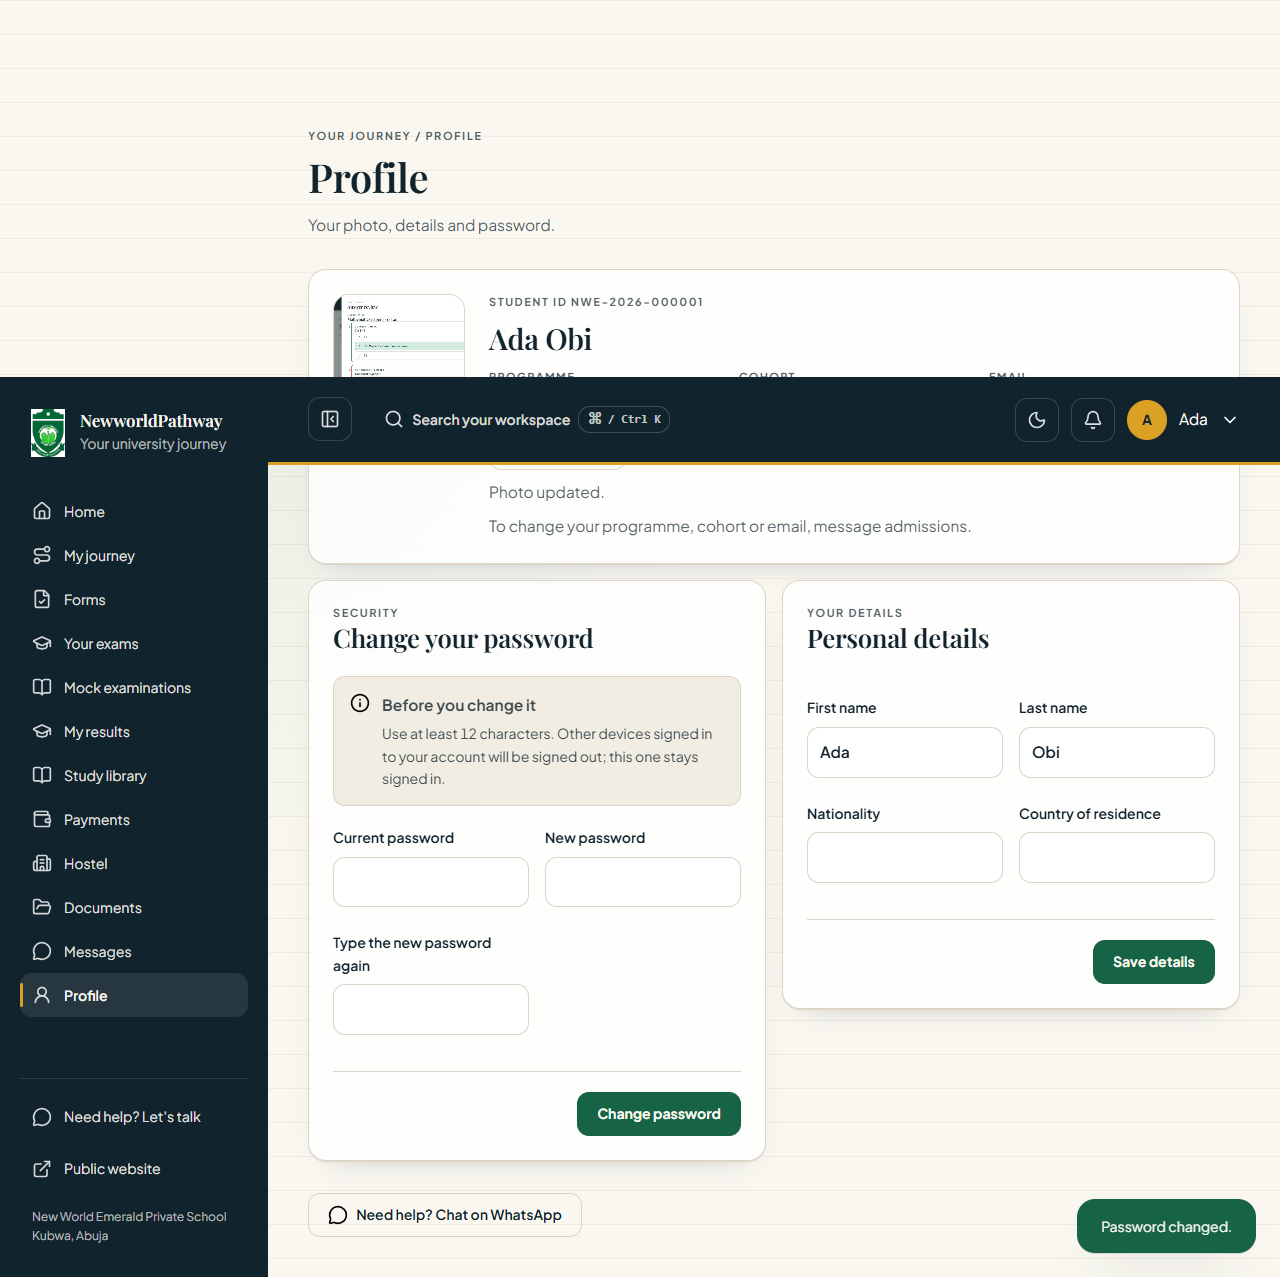 YOUR JOURNEY / PROFILE
Profile
Your photo, details and password.
STUDENT ID NWE-2026-000001
Ada Obi
PROGRAMME COHORT EMAIL
NewworldPathway
Your university journey
Search your workspace ⌘ / Ctrl K
A Ada
Home
My journey
Forms
Your exams
Mock examinations
My results
Study library
Payments
Hostel
Documents
Messages
Profile
Need help? Let's talk
Public website
New World Emerald Private School
Kubwa, Abuja
Photo updated.
To change your programme, cohort or email, message admissions.
SECURITY
Change your password
Before you change it
Use at least 12 characters. Other devices signed in
to your account will be signed out; this one stays
signed in.
Current password New password
Type the new password
again
Change password
YOUR DETAILS
Personal details
First name Last name
Ada Obi
Nationality Country of residence
Save details
Need help? Chat on WhatsApp
Password changed.